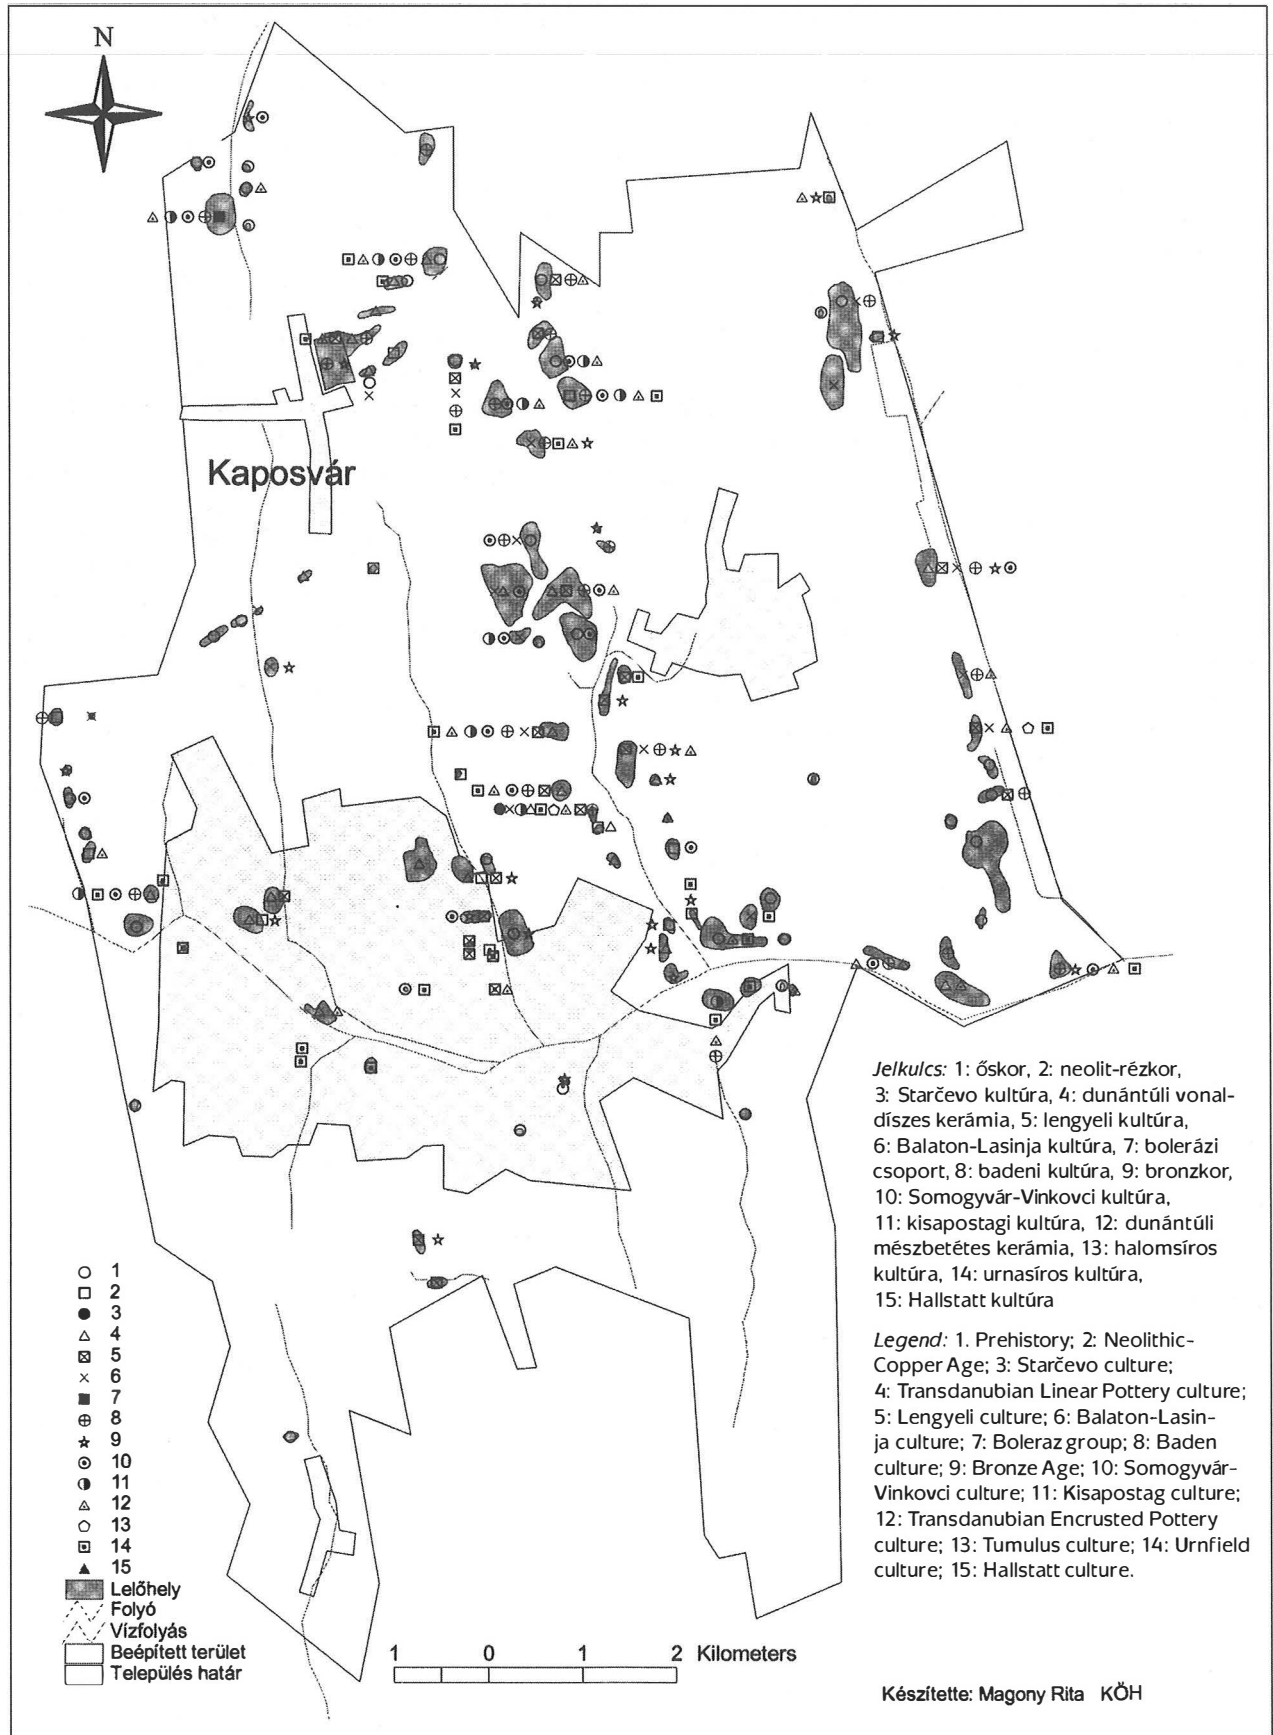 N
Kaposvár
Jelkulcs: 1: őskor, 2: neolit-rézkor,
3: Starčevo kultúra, 4: dunántúli vonal-
díszes kerámia, 5: lengyeli kultúra,
6: Balaton-Lasinja kultúra, 7: bolerázi
csoport, 8: badeni kultúra, 9: bronzkor,
10: Somogyvár-Vinkovci kultúra,
11: kisapostagi kultúra, 12: dunántúli
mészbetétes kerámia, 13: halomsíros
kultúra, 14: urnasíros kultúra,
15: Hallstatt kultúra
Legend: 1. Prehistory; 2: Neolithic-
Copper Age; 3: Starčevo culture;
4: Transdanubian Linear Pottery culture;
5: Lengyeli culture; 6: Balaton-Lasin-
ja culture; 7: Boleraz group; 8: Baden
culture; 9: Bronze Age; 10: Somogyvár-
Vinkovci culture; 11: Kisapostag culture;
12: Transdanubian Encrusted Pottery
culture; 13: Tumulus culture; 14: Urnfield
culture; 15: Hallstatt culture.
1
2
3
4
5
6
7
8
9
10
11
12
13
14
15
Lelőhely
Folyó
Vízfolyás
Beépített terület
Település határ
1 0 1 2 Kilometers
Készítette: Magony Rita KÖH